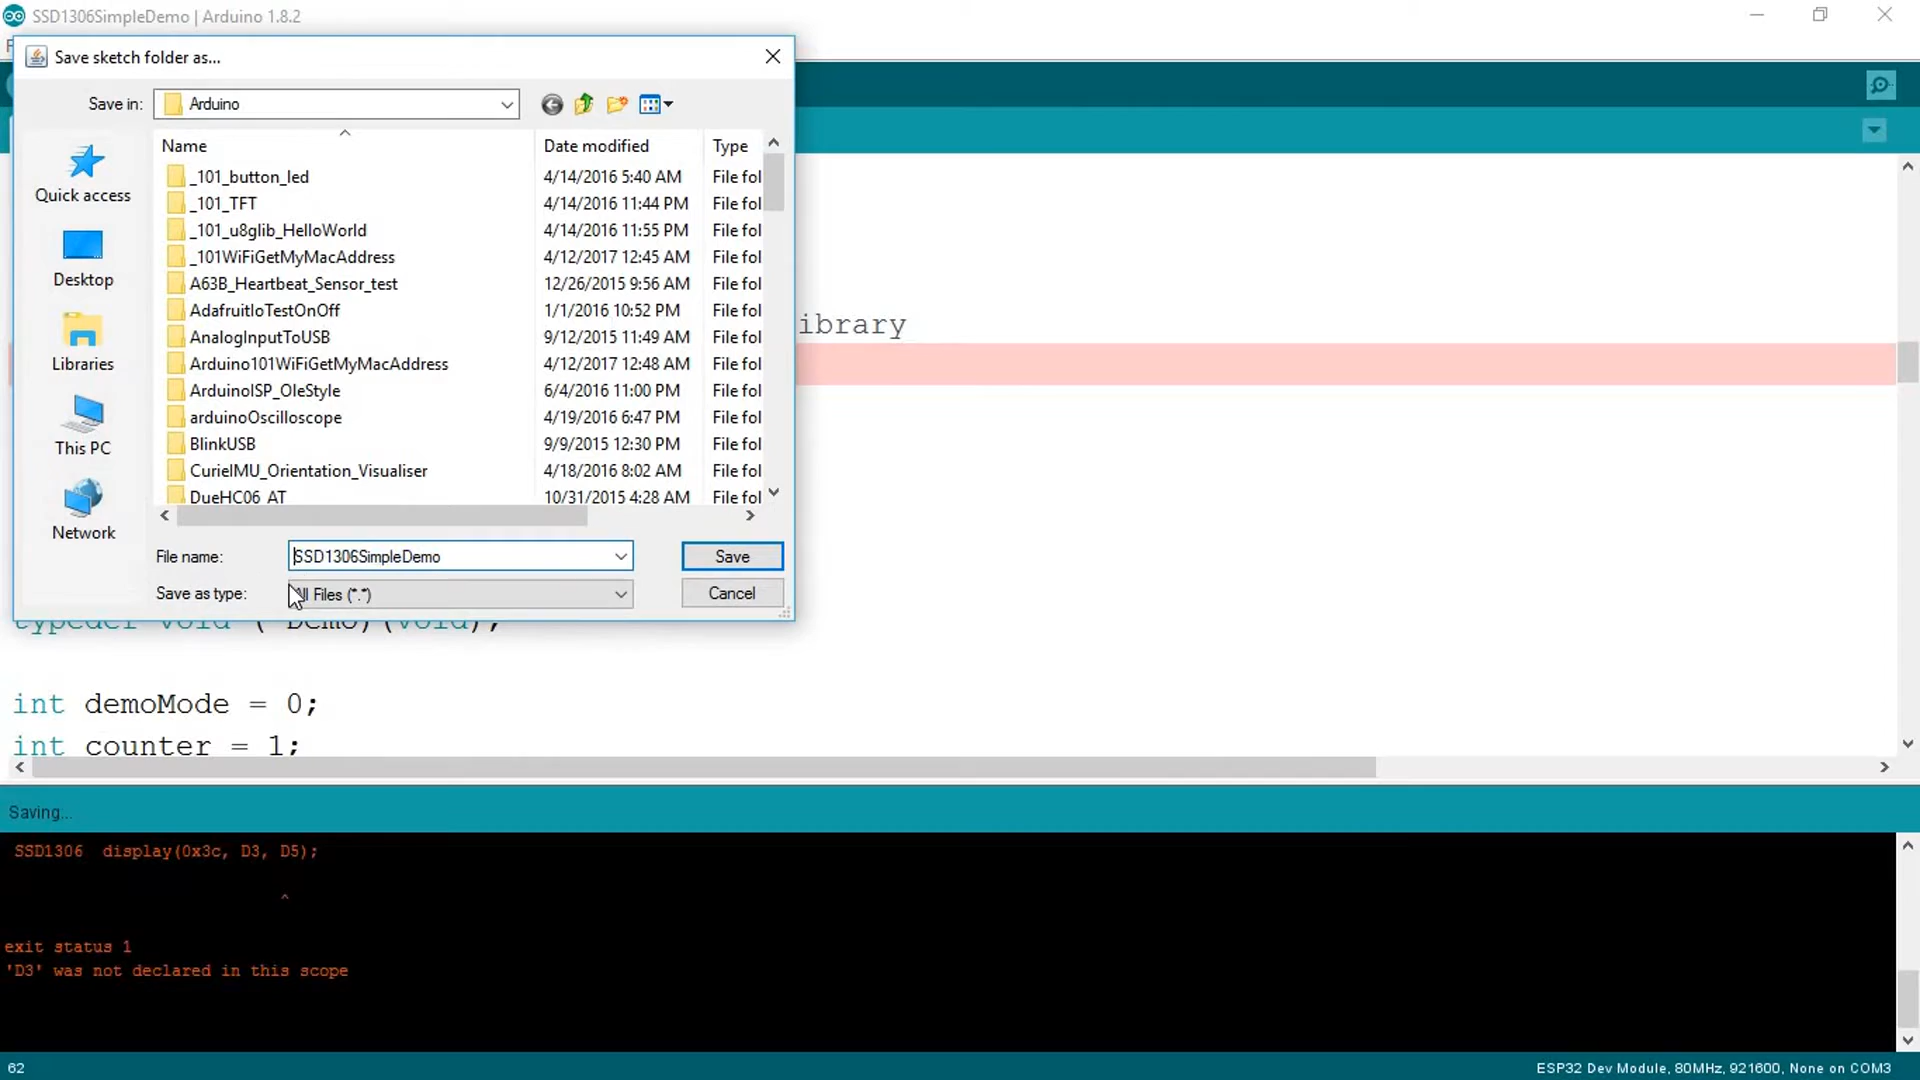 SSD1306SimpleDemo | Arduino 1.8.2
Save sketch folder as...
Save in: Arduino
Name Date modified Type
_101_button_led 4/14/2016 5:40 AM File fol
_101_TFT 4/14/2016 11:44 PM File fol
_101_u8glib_HelloWorld 4/14/2016 11:55 PM File fol
_101WiFiGetMyMacAddress 4/12/2017 12:45 AM File fol
A63B_Heartbeat_Sensor_test 12/26/2015 9:56 AM File fol
AdafruitIoTestOnOff 1/1/2016 10:52 PM File fol
AnalogInputToUSB 9/12/2015 11:49 AM File fol
Arduino101WiFiGetMyMacAddress 4/12/2017 12:48 AM File fol
ArduinoISP_OleStyle 6/4/2016 11:00 PM File fol
arduinoOscilloscope 4/19/2016 6:47 PM File fol
BlinkUSB 9/9/2015 12:30 PM File fol
CurieIMU_Orientation_Visualiser 4/18/2016 8:02 AM File fol
DueHC06_AT 10/31/2015 4:28 AM File fol
Quick access
Desktop
Libraries
This PC
Network
File name: SSD1306SimpleDemo Save
Save as type: All Files (*.*) Cancel
ibrary
typedef void (*Demo)(void);
int demoMode = 0;
int counter = 1;
Saving...
SSD1306 display(0x3c, D3, D5);
^
exit status 1
'D3' was not declared in this scope
62
ESP32 Dev Module, 80MHz, 921600, None on COM3